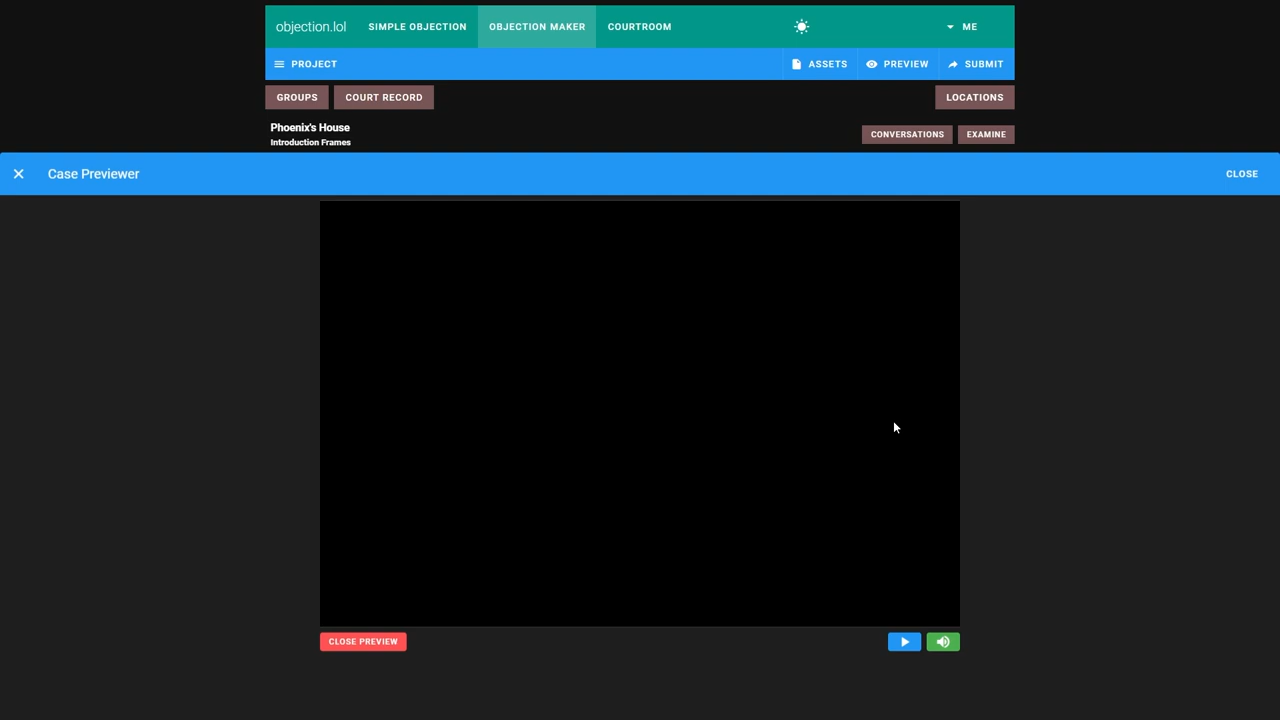 objection.lol SIMPLE OBJECTION OBJECTION MAKER COURTROOM ME
PROJECT ASSETS PREVIEW SUBMIT
GROUPS COURT RECORD LOCATIONS
Phoenix's House
Introduction Frames
CONVERSATIONS EXAMINE
Case Previewer CLOSE
CLOSE PREVIEW